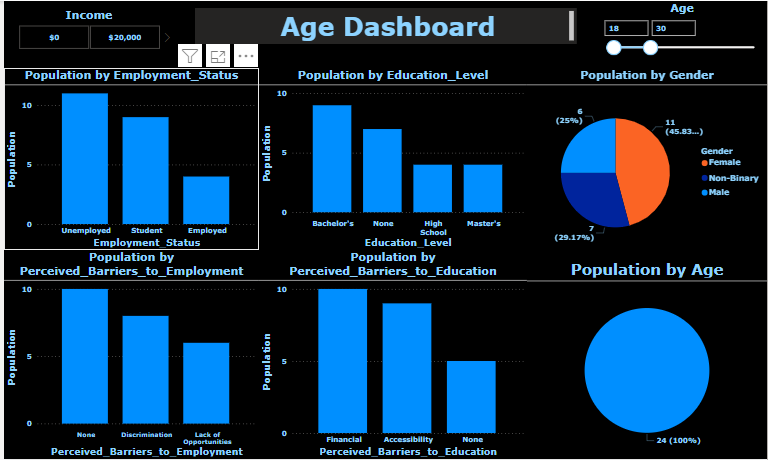 Income
$0
$20,000
Age Dashboard
Age
18
30
Population by Employment_Status
Population
10
5
0
Unemployed
Student
Employed
Employment_Status
Population by Education_Level
Population
10
5
0
Bachelor's
None
High
School
Master's
Education_Level
Population by Gender
6
(25%)
11
(45.83...)
7
(29.17%)
Gender
Female
Non-Binary
Male
Population by
Perceived_Barriers_to_Employment
Population
10
5
0
None
Discrimination
Lack of
Opportunities
Perceived_Barriers_to_Employment
Population by
Perceived_Barriers_to_Education
Population
10
5
0
Financial
Accessibility
None
Perceived_Barriers_to_Education
Population by Age
24 (100%)